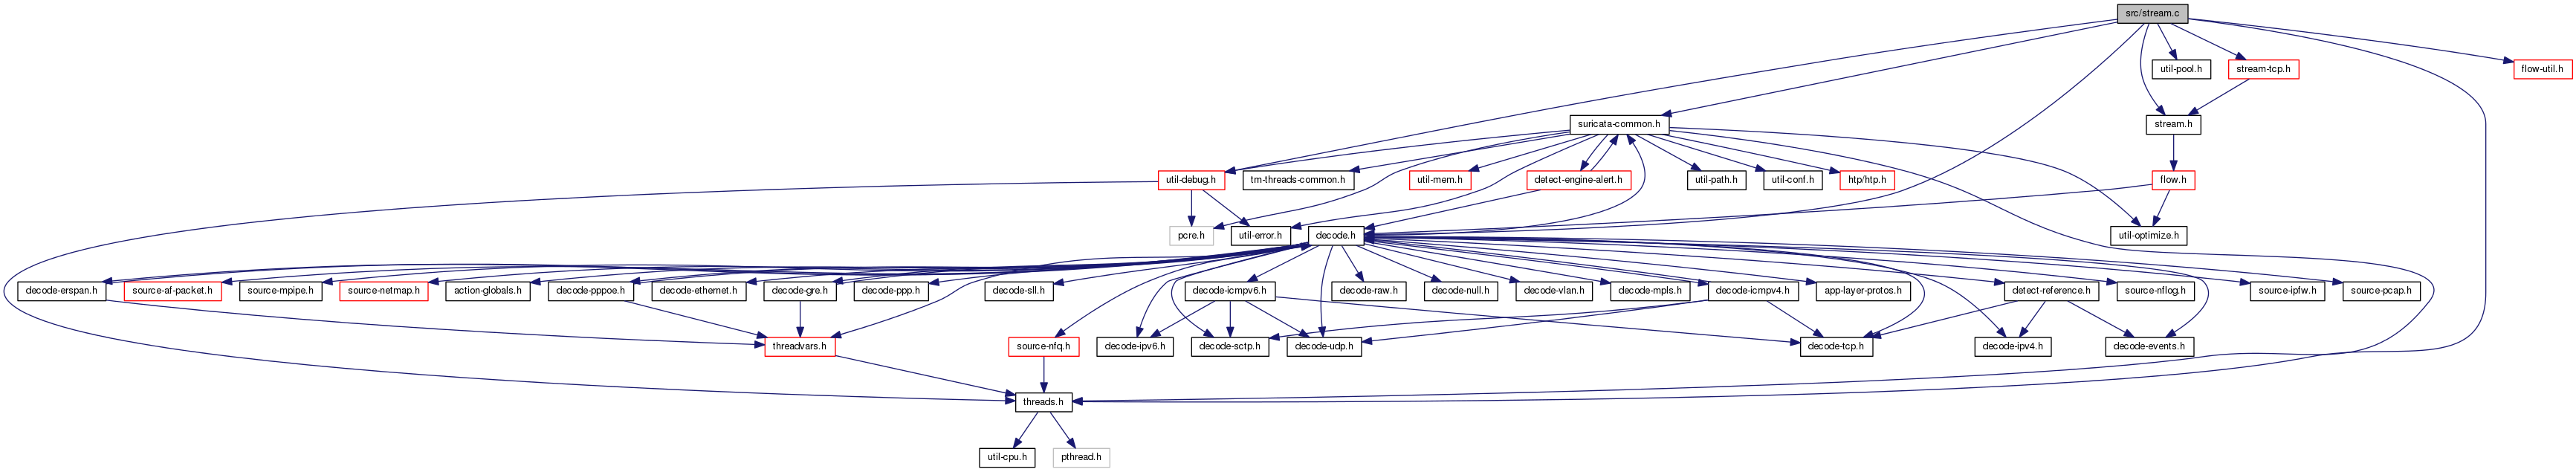 src/stream.c
util-pool.h
stream-tcp.h
flow-util.h
suricata-common.h
stream.h
util-debug.h
tm-threads-common.h
util-mem.h
detect-engine-alert.h
util-path.h
util-conf.h
htp/htp.h
flow.h
pcre.h
util-error.h
decode.h
util-optimize.h
decode-erspan.h
source-af-packet.h
source-mpipe.h
source-netmap.h
action-globals.h
decode-pppoe.h
decode-ethernet.h
decode-gre.h
decode-ppp.h
decode-sll.h
decode-icmpv6.h
decode-raw.h
decode-null.h
decode-vlan.h
decode-mpls.h
decode-icmpv4.h
app-layer-protos.h
detect-reference.h
source-nflog.h
source-ipfw.h
source-pcap.h
threadvars.h
source-nfq.h
decode-ipv6.h
decode-sctp.h
decode-udp.h
decode-tcp.h
decode-ipv4.h
decode-events.h
threads.h
util-cpu.h
pthread.h